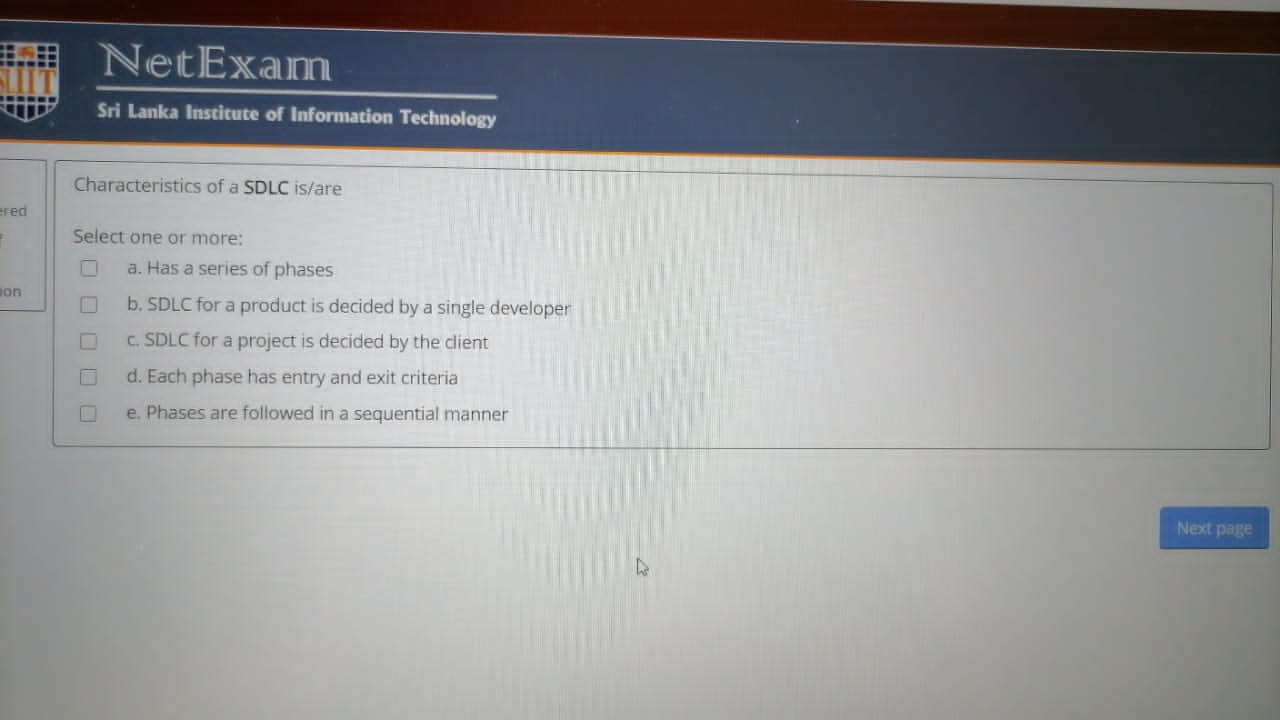 SLIIT
NetExam
Sri Lanka Institute of Information Technology
ered
ion
Characteristics of a SDLC is/are
Select one or more:
a. Has a series of phases
b. SDLC for a product is decided by a single developer
c. SDLC for a project is decided by the client
d. Each phase has entry and exit criteria
e. Phases are followed in a sequential manner
Next page